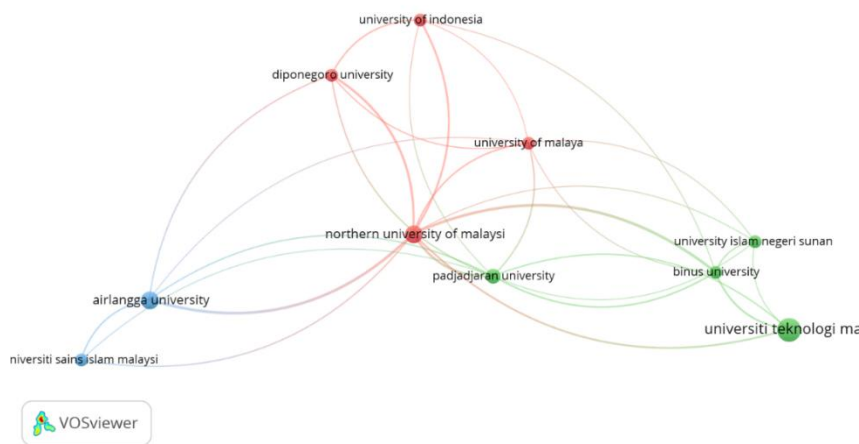 university of indonesia
diponegoro university
university of malaya
northern university of malaysi
university islam negeri sunan
padjadjaran university
binus university
airlangga university
universiti teknologi ma
niversiti sains islam malaysi
VOSviewer